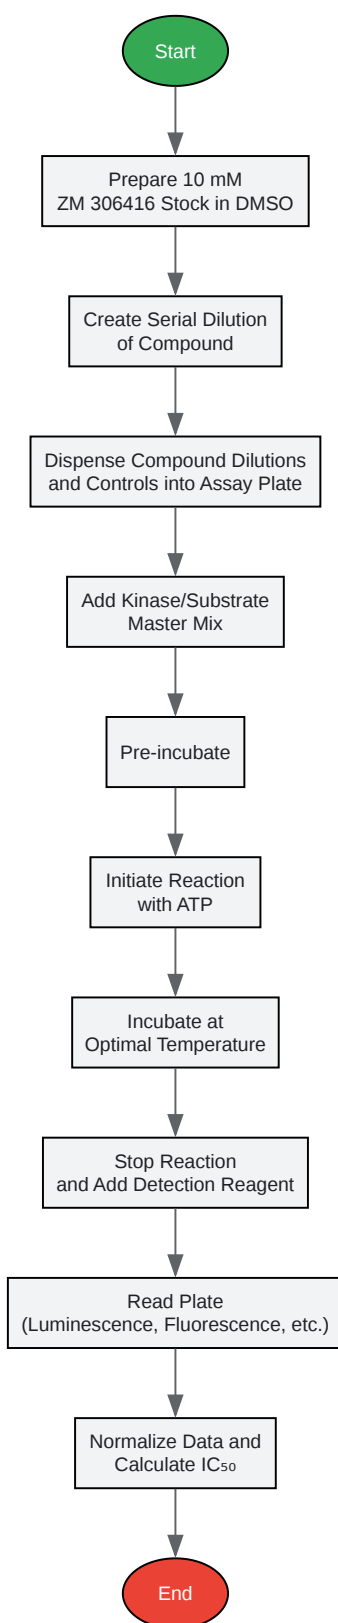 Start
Prepare 10 mM
ZM 306416 Stock in DMSO
Create Serial Dilution
of Compound
Dispense Compound Dilutions
and Controls into Assay Plate
Add Kinase/Substrate
Master Mix
Pre-incubate
Initiate Reaction
with ATP
Incubate at
Optimal Temperature
Stop Reaction
and Add Detection Reagent
Read Plate
(Luminescence, Fluorescence, etc.)
Normalize Data and
Calculate IC₅₀
End